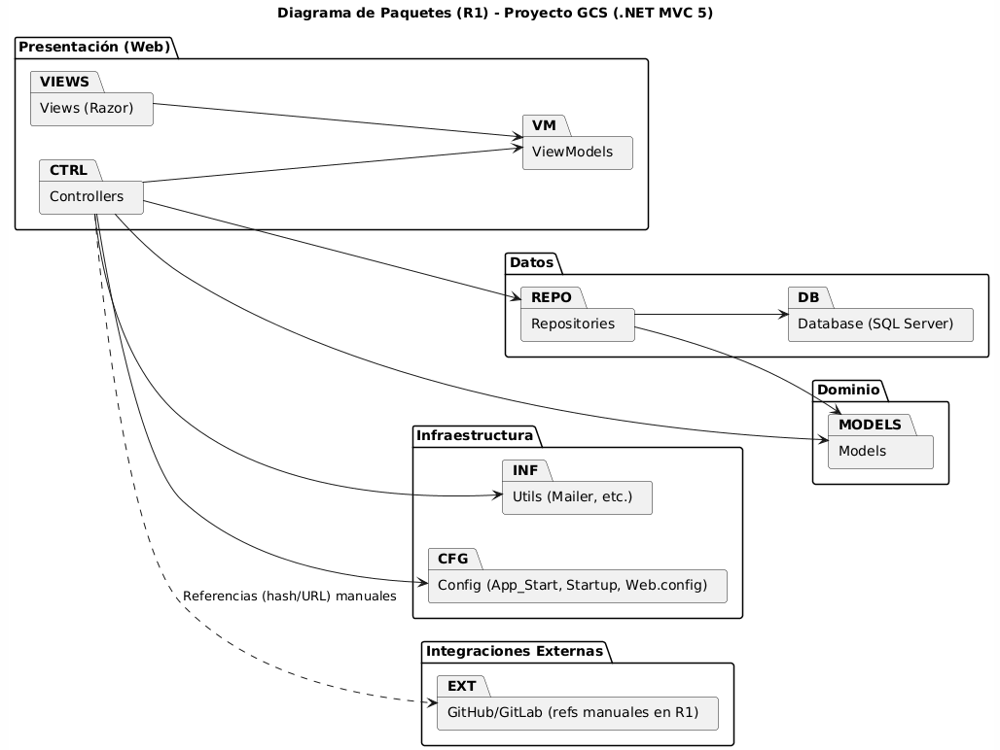 Diagrama de Paquetes (R1) - Proyecto GCS (.NET MVC 5)
Presentación (Web)
VIEWS
Views (Razor)
VM
ViewModels
CTRL
Controllers
Datos
REPO
Repositories
DB
Database (SQL Server)
Dominio
MODELS
Models
Infraestructura
INF
Utils (Mailer, etc.)
CFG
Config (App_Start, Startup, Web.config)
Referencias (hash/URL) manuales
Integraciones Externas
EXT
GitHub/GitLab (refs manuales en R1)